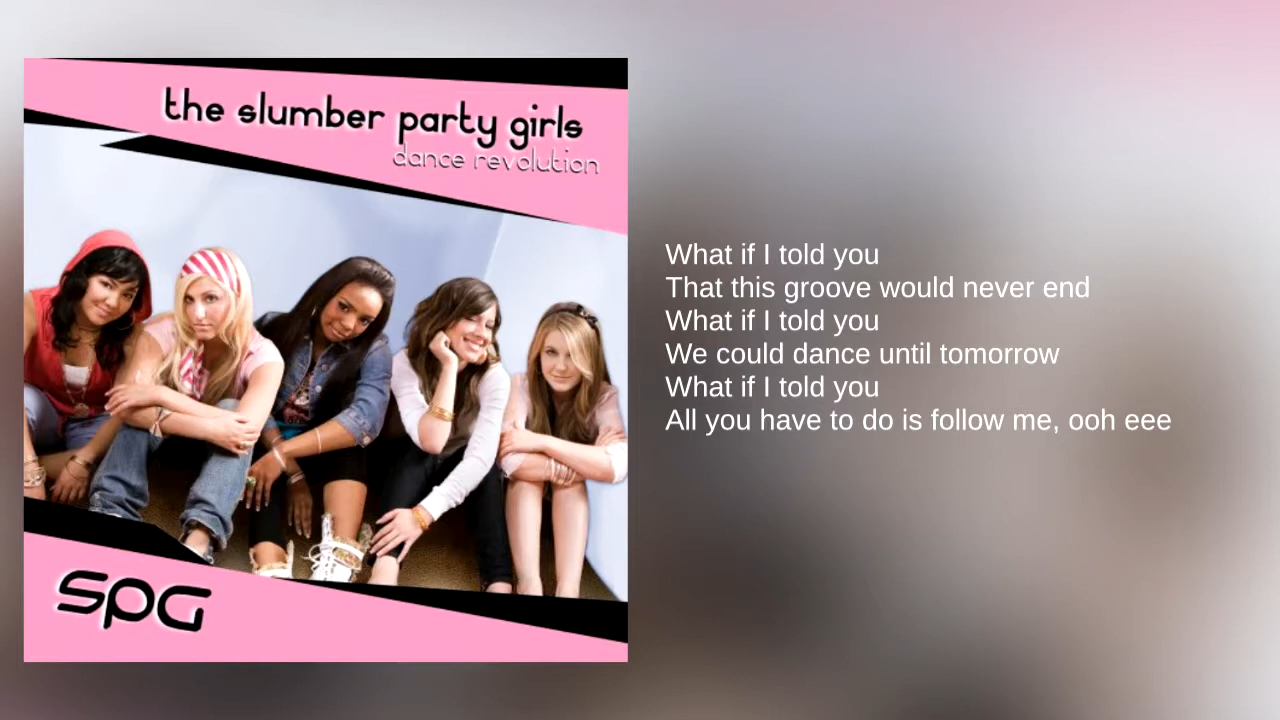 the slumber party girls
dance revolution
SPG
What if I told you
That this groove would never end
What if I told you
We could dance until tomorrow
What if I told you
All you have to do is follow me, ooh eee